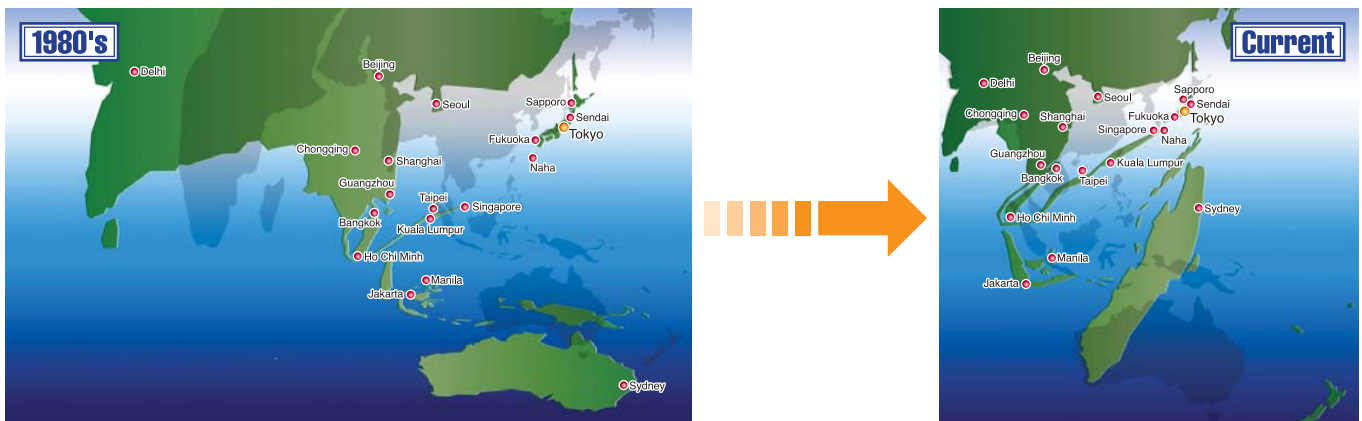 1980's
Delhi
Beijing
Seoul
Sapporo
Sendai
Tokyo
Fukuoka
Naha
Chongqing
Shanghai
Guangzhou
Taipei
Singapore
Bangkok
Kuala Lumpur
Ho Chi Minh
Manila
Jakarta
Sydney
Current
Beijing
Delhi
Seoul
Sapporo
Sendai
Chongqing
Shanghai
Fukuoka
Tokyo
Singapore
Naha
Guangzhou
Kuala Lumpur
Bangkok
Taipei
Ho Chi Minh
Sydney
Manila
Jakarta